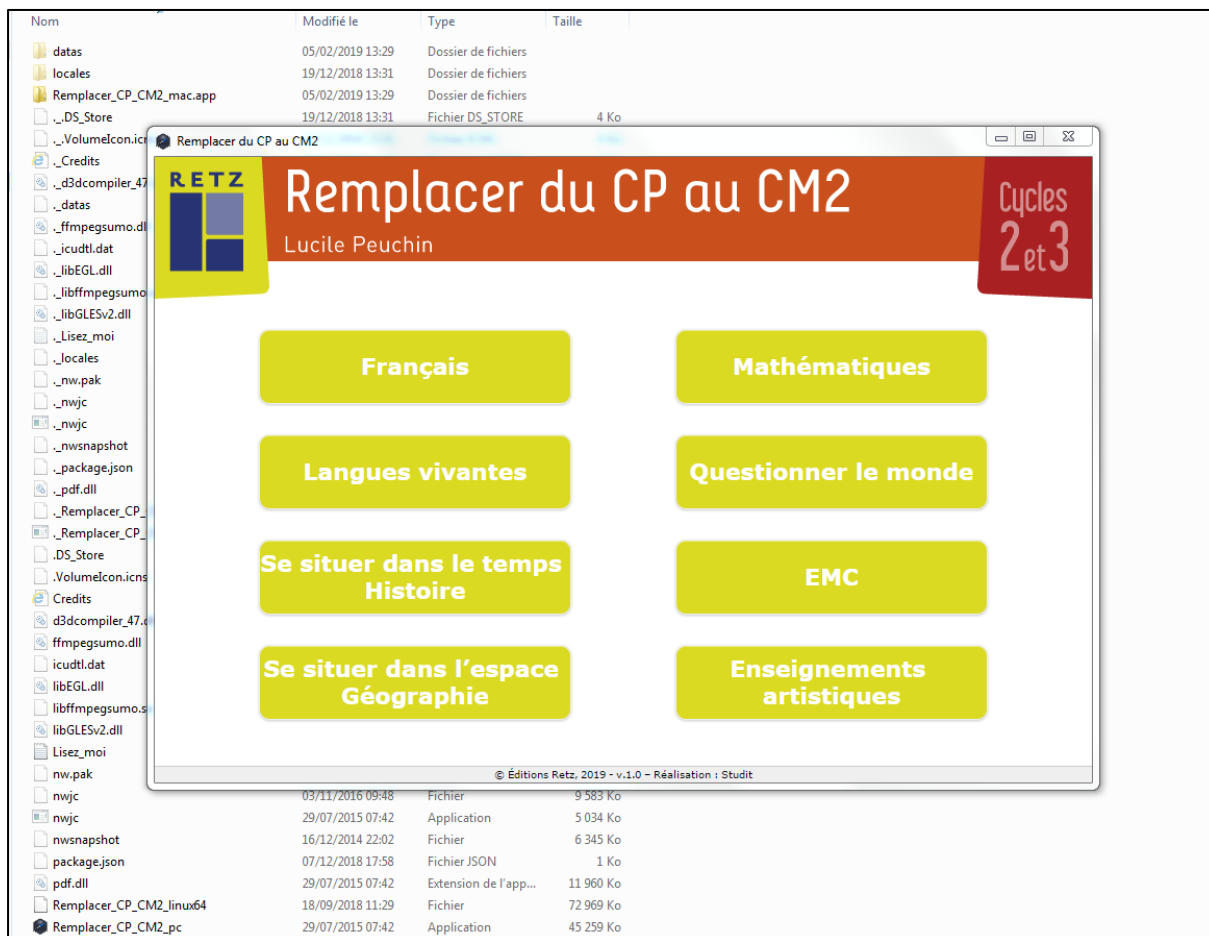 Nom Modifié le Type Taille
datas 05/02/2019 13:29 Dossier de fichiers
locales 19/12/2018 13:31 Dossier de fichiers
Remplacer_CP_CM2_mac.app 05/02/2019 13:29 Dossier de fichiers
._.DS_Store 19/12/2018 13:31 Fichier DS_STORE 4 Ko
._.VolumeIcon.icn
._Credits
._d3dcompiler_47
._datas
._ffmpegsumo.dl
._icudtl.dat
._libEGL.dll
._libffmpegsumo
._libGLESv2.dll
._Lisez_moi
._locales
._nw.pak
._nwjc
._nwjc
._nwsnapshot
._package.json
._pdf.dll
._Remplacer_CP_
._Remplacer_CP_
.DS_Store
.VolumeIcon.icns
Credits
d3dcompiler_47.d
ffmpegsumo.dll
icudtl.dat
libEGL.dll
libffmpegsumo.s
libGLESv2.dll
Lisez_moi
nw.pak
nwjc 03/11/2016 09:48 Fichier 9 583 Ko
nwjc 29/07/2015 07:42 Application 5 034 Ko
nwsnapshot 16/12/2014 22:02 Fichier 6 345 Ko
package.json 07/12/2018 17:58 Fichier JSON 1 Ko
pdf.dll 29/07/2015 07:42 Extension de l'app... 11 960 Ko
Remplacer_CP_CM2_linux64 18/09/2018 11:29 Fichier 72 969 Ko
Remplacer_CP_CM2_pc 29/07/2015 07:42 Application 45 259 Ko
Remplacer du CP au CM2
RETZ
Remplacer du CP au CM2
Lucile Peuchin
Cycles
2 et 3
Français
Mathématiques
Langues vivantes
Questionner le monde
Se situer dans le temps
Histoire
EMC
Se situer dans l’espace
Géographie
Enseignements
artistiques
© Éditions Retz, 2019 - v.1.0 – Réalisation : Studit